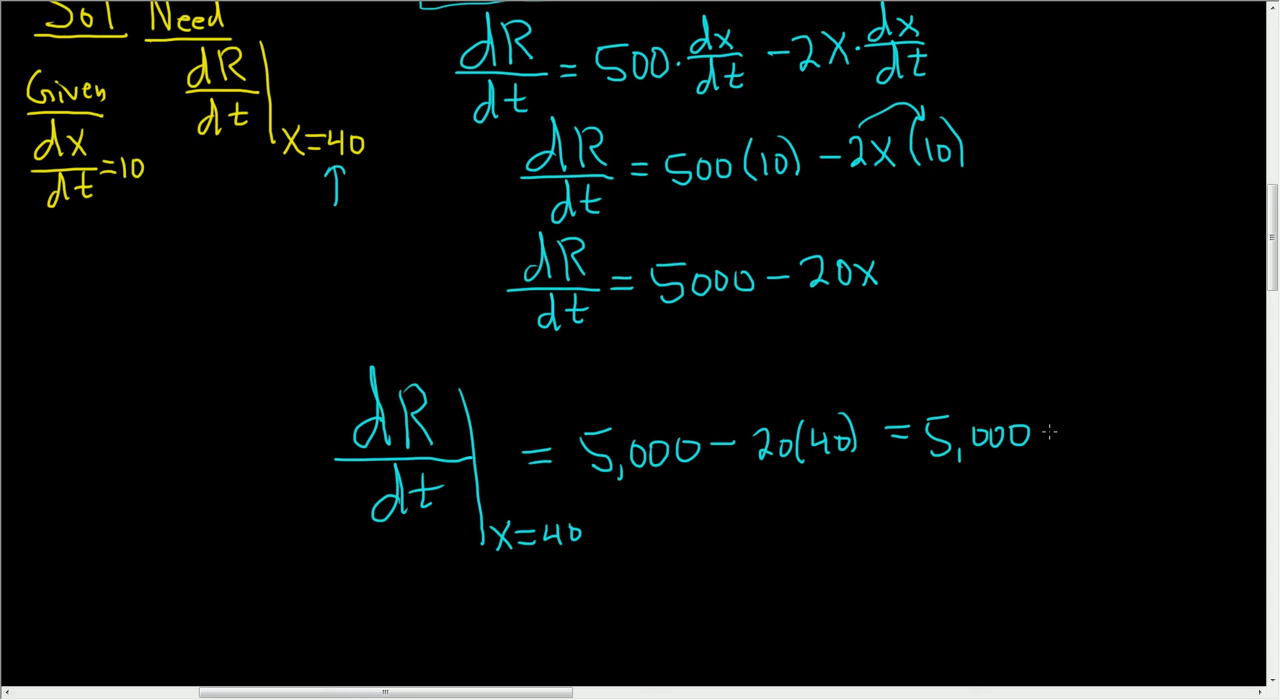 Sol Need
dR/dt = 500 · dx/dt − 2X · dx/dt
dR/dt | X=40
Given
dx/dt = 10
↑
dR/dt = 500(10) − 2X(10)
dR/dt = 5000 − 20X
dR/dt | X=40 = 5,000 − 20(40) = 5,000